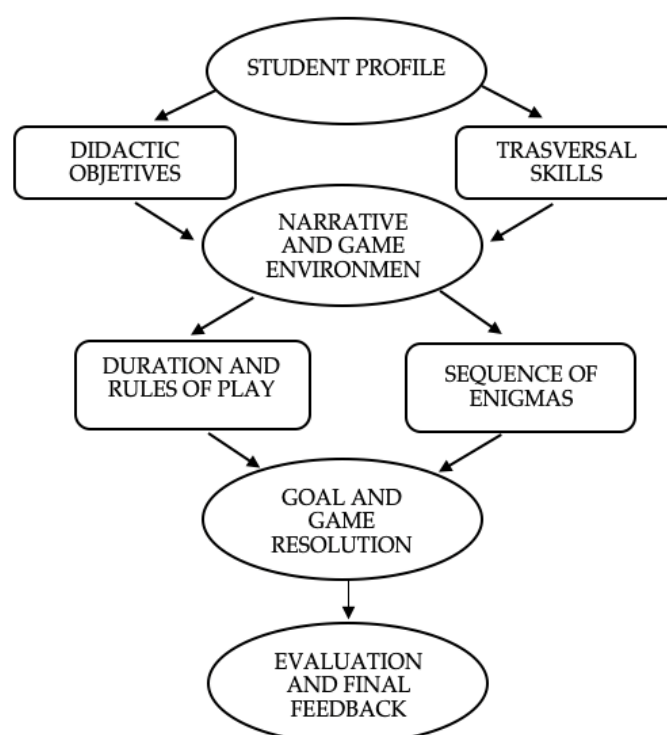 STUDENT PROFILE
DIDACTIC
OBJETIVES
TRASVERSAL
SKILLS
NARRATIVE
AND GAME
ENVIRONMEN
DURATION AND
RULES OF PLAY
SEQUENCE OF
ENIGMAS
GOAL AND
GAME
RESOLUTION
EVALUATION
AND FINAL
FEEDBACK